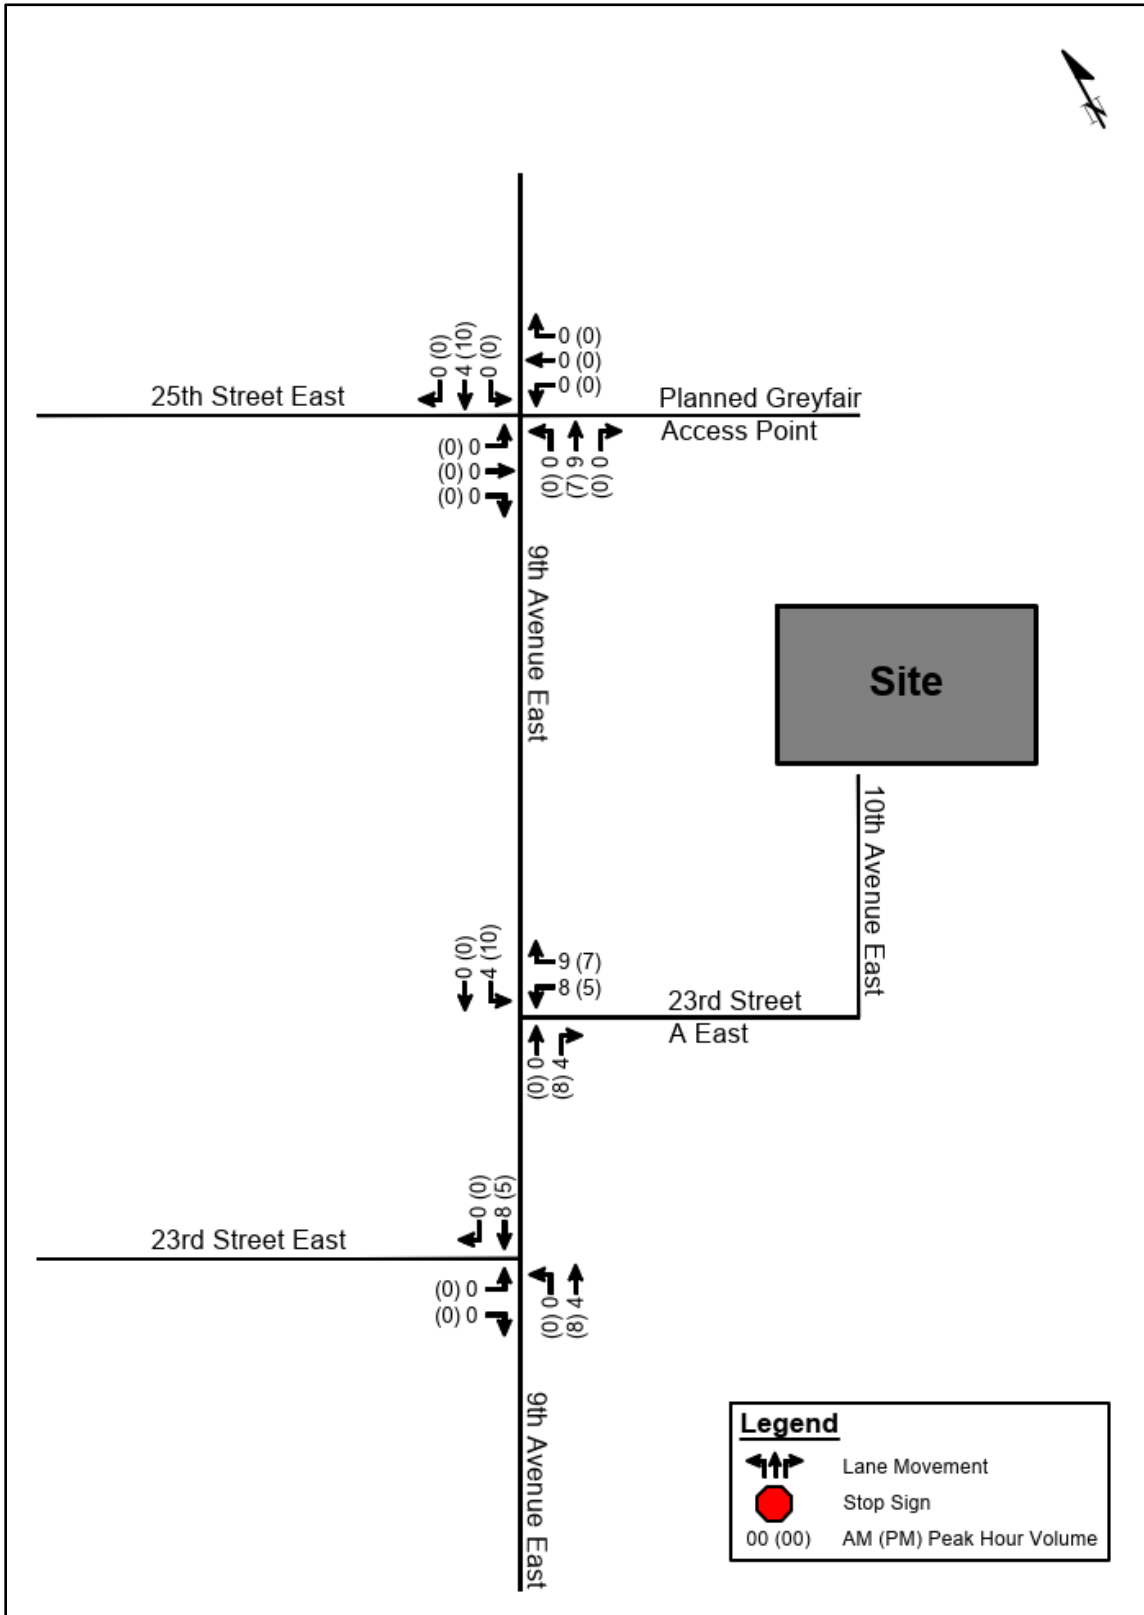 N
0 (0)
4 (10)
0 (0)
0 (0)
0 (0)
0 (0)
25th Street East
Planned Greyfair
Access Point
(0) 0
(0) 0
(0) 0
0 (0)
9 (7)
0 (0)
9th Avenue East
Site
10th Avenue East
0 (0)
4 (10)
9 (7)
8 (5)
23rd Street
A East
0 (0)
4 (8)
0 (0)
8 (5)
23rd Street East
(0) 0
(0) 0
0 (0)
4 (8)
9th Avenue East
Legend
Lane Movement
Stop Sign
00 (00) AM (PM) Peak Hour Volume